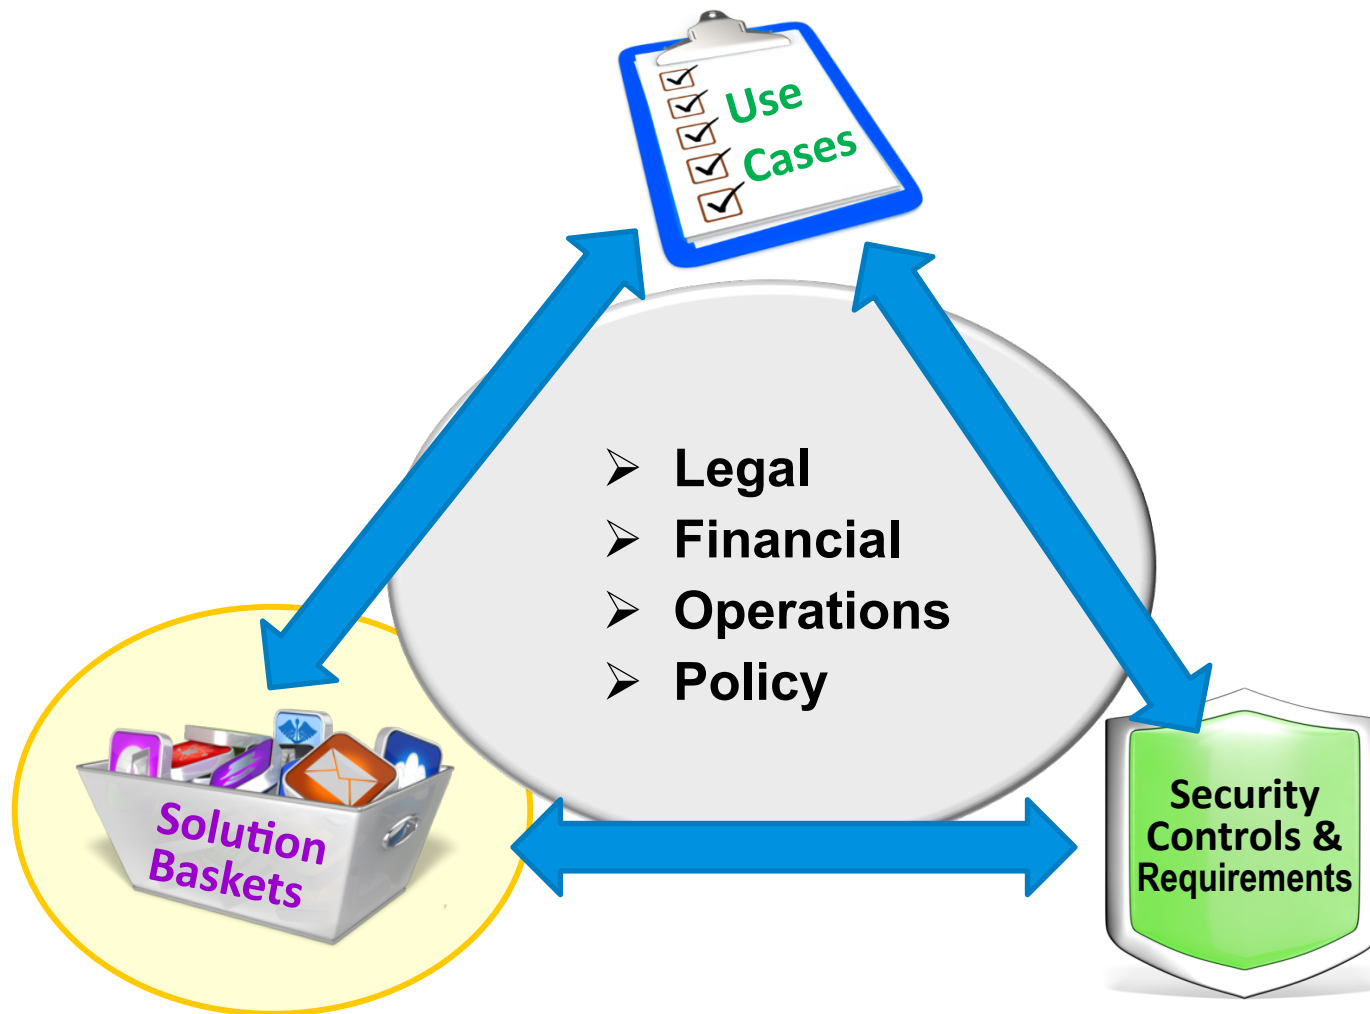 Use
Cases
➢ Legal
➢ Financial
➢ Operations
➢ Policy
Solution
Baskets
Security
Controls &
Requirements